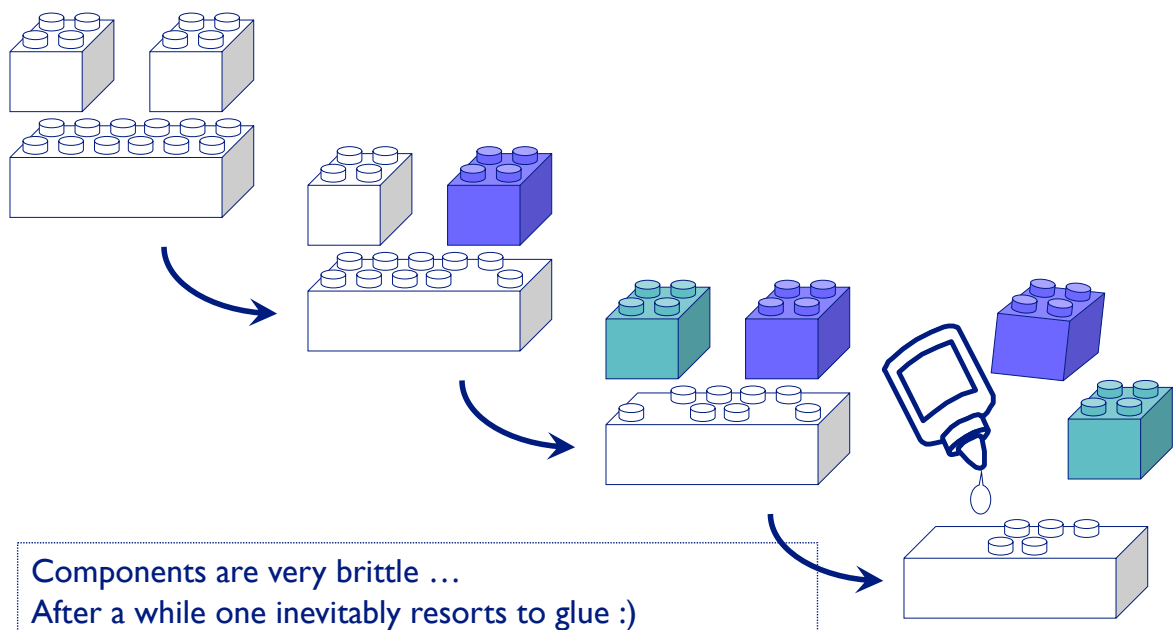 Components are very brittle …
After a while one inevitably resorts to glue :)